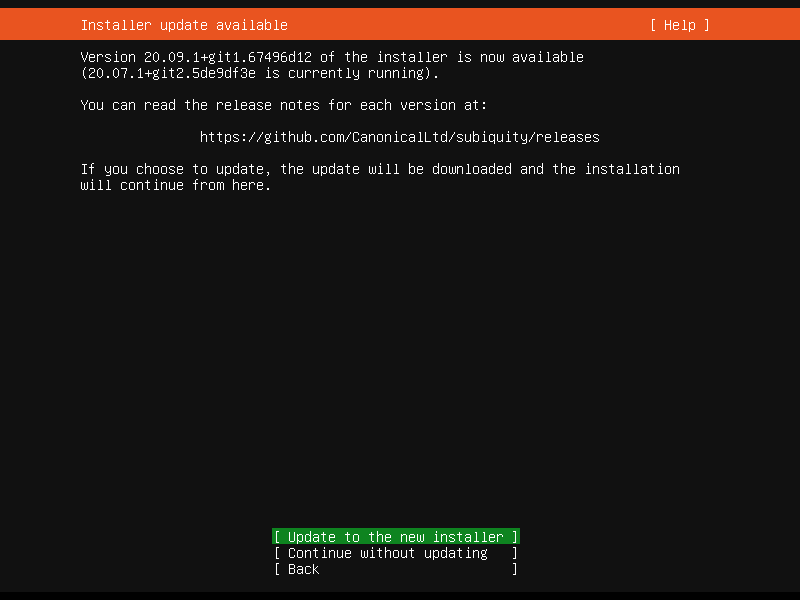 Installer update available [ Help ]
Version 20.09.1+git1.67496d12 of the installer is now available
(20.07.1+git2.5de9df3e is currently running).
You can read the release notes for each version at:
https://github.com/CanonicalLtd/subiquity/releases
If you choose to update, the update will be downloaded and the installation
will continue from here.
[ Update to the new installer ]
[ Continue without updating ]
[ Back ]